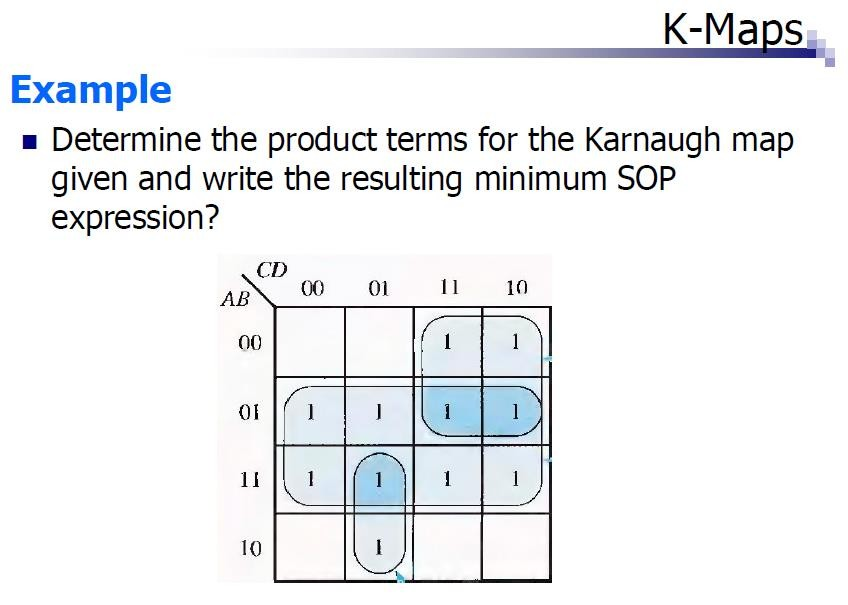 K-Maps
Example
Determine the product terms for the Karnaugh map
given and write the resulting minimum SOP
expression?
CD
AB 00 01 11 10
00 1 1
01 1 1 1 1
11 1 1 1 1
10 1